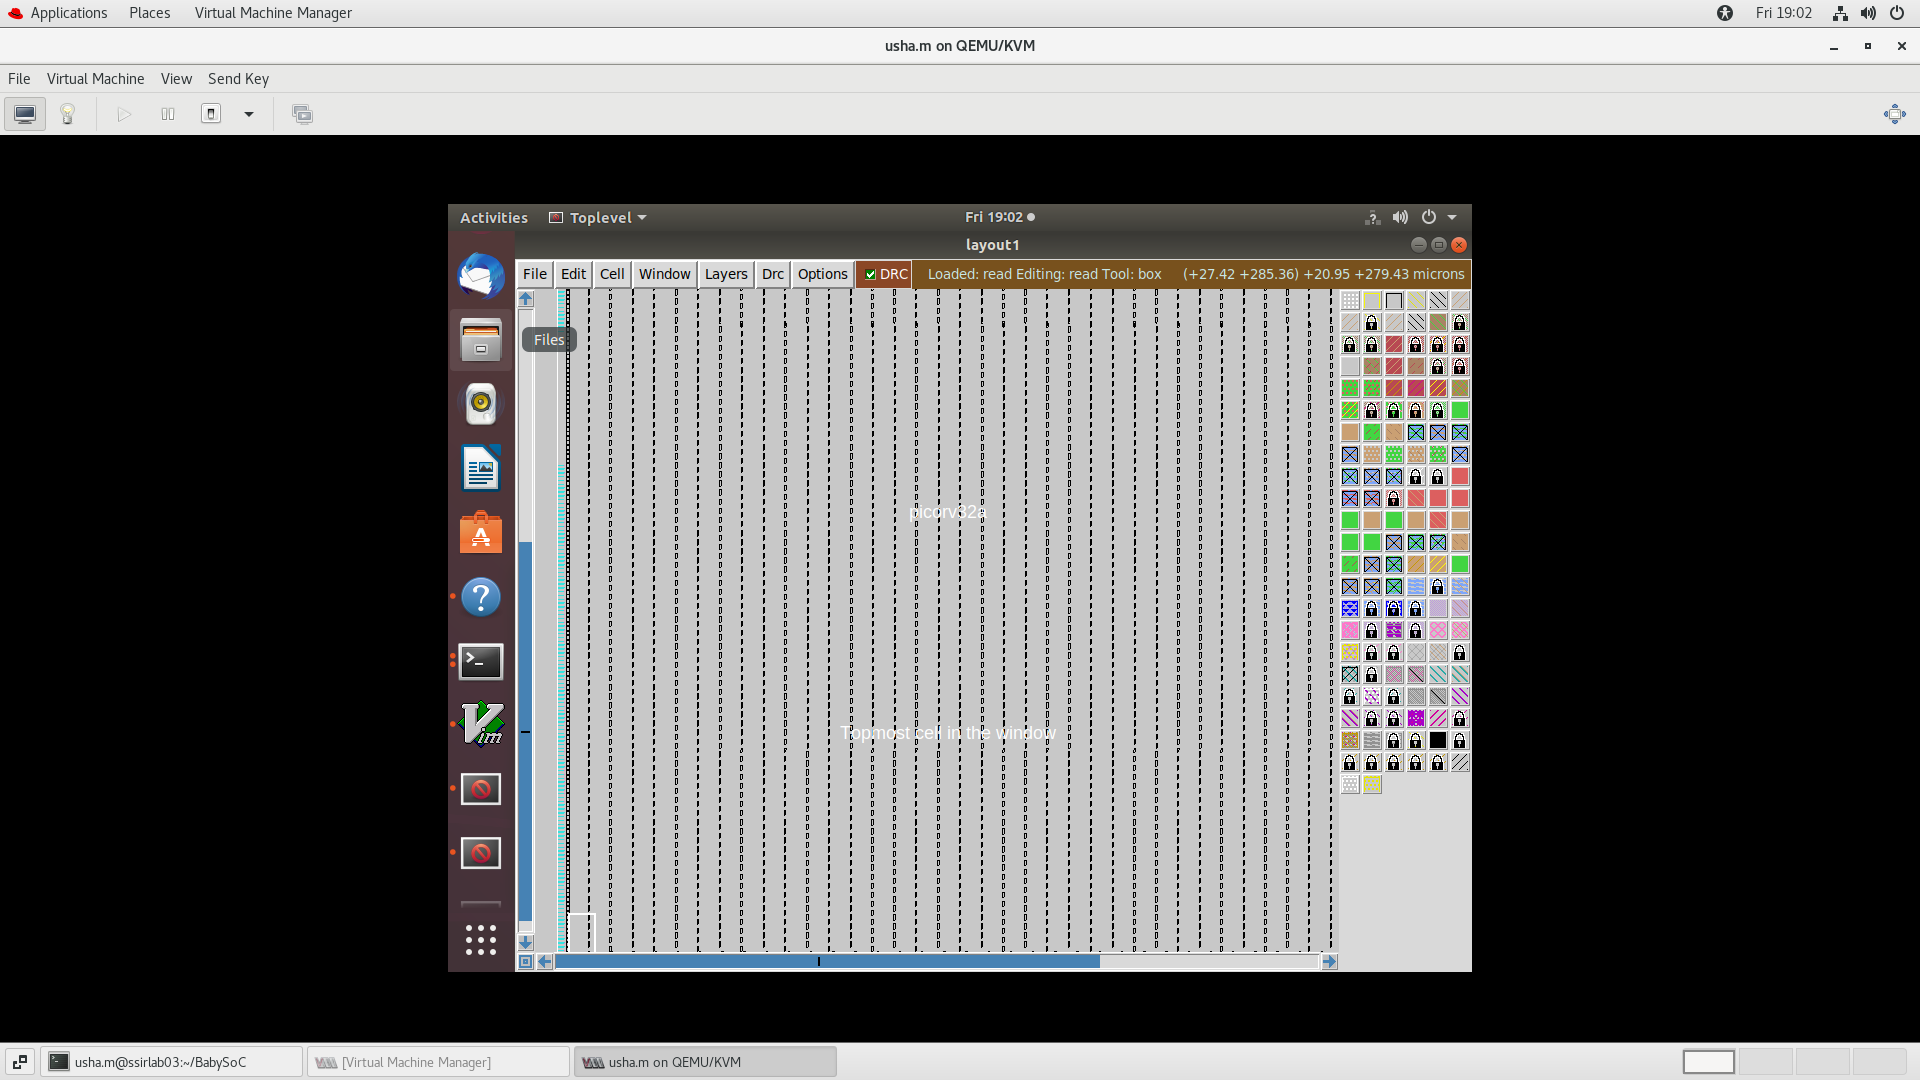 Applications Places Virtual Machine Manager Fri 19:02
usha.m on QEMU/KVM
File Virtual Machine View Send Key
Activities Toplevel Fri 19:02
layout1
File Edit Cell Window Layers Drc Options DRC Loaded: read Editing: read Tool: box (+27.42 +285.36) +20.95 +279.43 microns
Files
picorv32a
Topmost cell in the window
usha.m@ssirlab03:~/BabySoC [Virtual Machine Manager] usha.m on QEMU/KVM